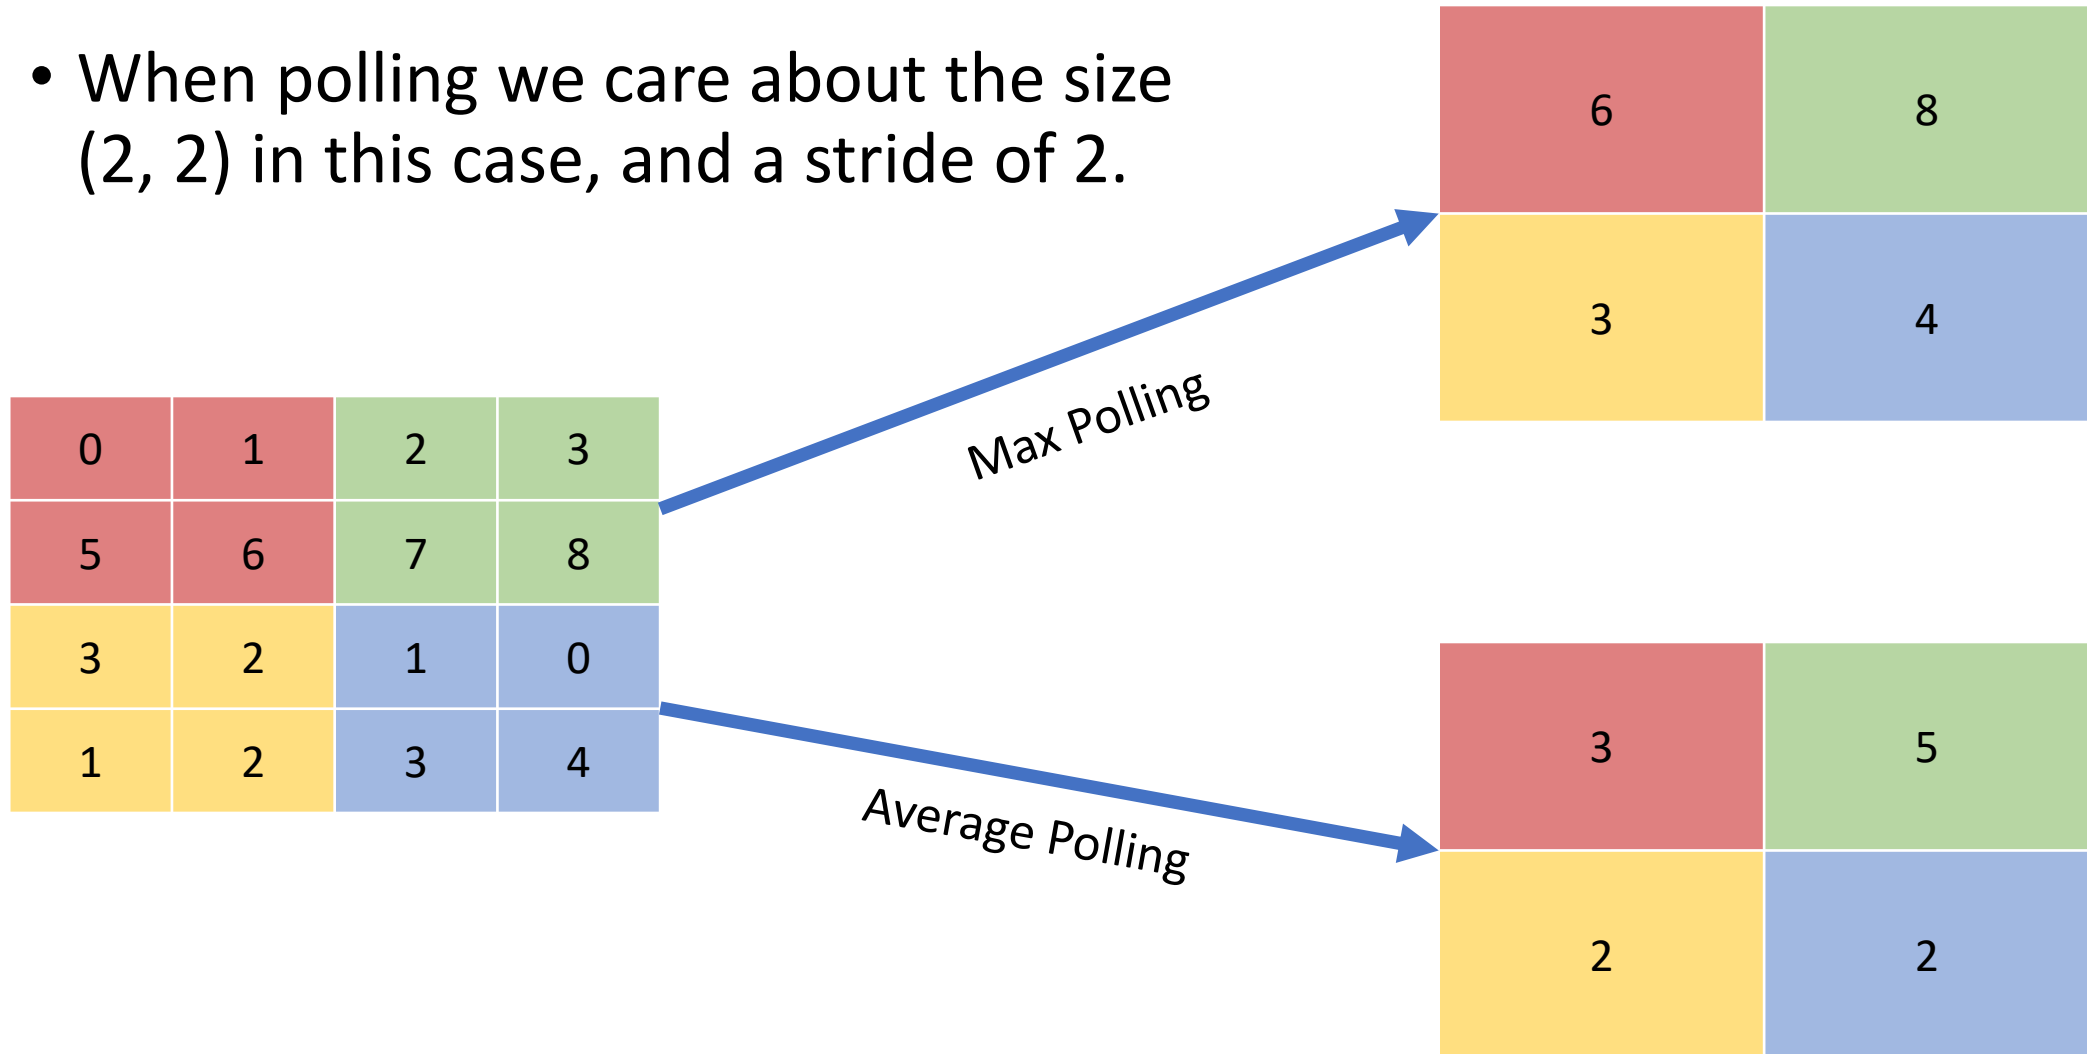 • When polling we care about the size
(2, 2) in this case, and a stride of 2.
6 8
3 4
Max Polling
0 1 2 3
5 6 7 8
3 2 1 0
1 2 3 4
Average Polling
3 5
2 2